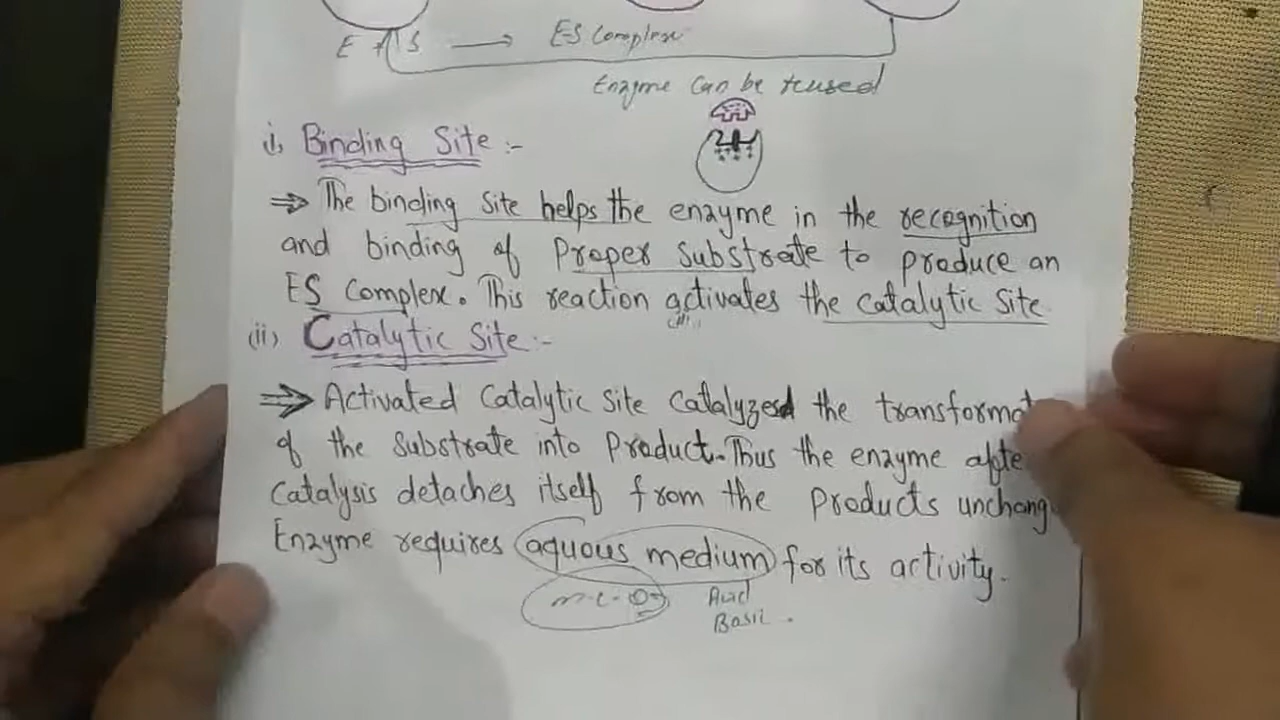 E + S → ES Complex
Enzyme Can be reused
i, Binding Site :-
⇒ The binding site helps the enzyme in the recognition
and binding of Proper Substrate to produce an
ES Complex. This reaction activates the Catalytic Site
(ii) Catalytic Site:-
⇒ Activated Catalytic Site Catalyzed the transformat
of the Substrate into Product. Thus the enzyme afte
Catalysis detaches itself from the Products unchang
Enzyme requires aquous medium for its activity.
Acid
Basic.